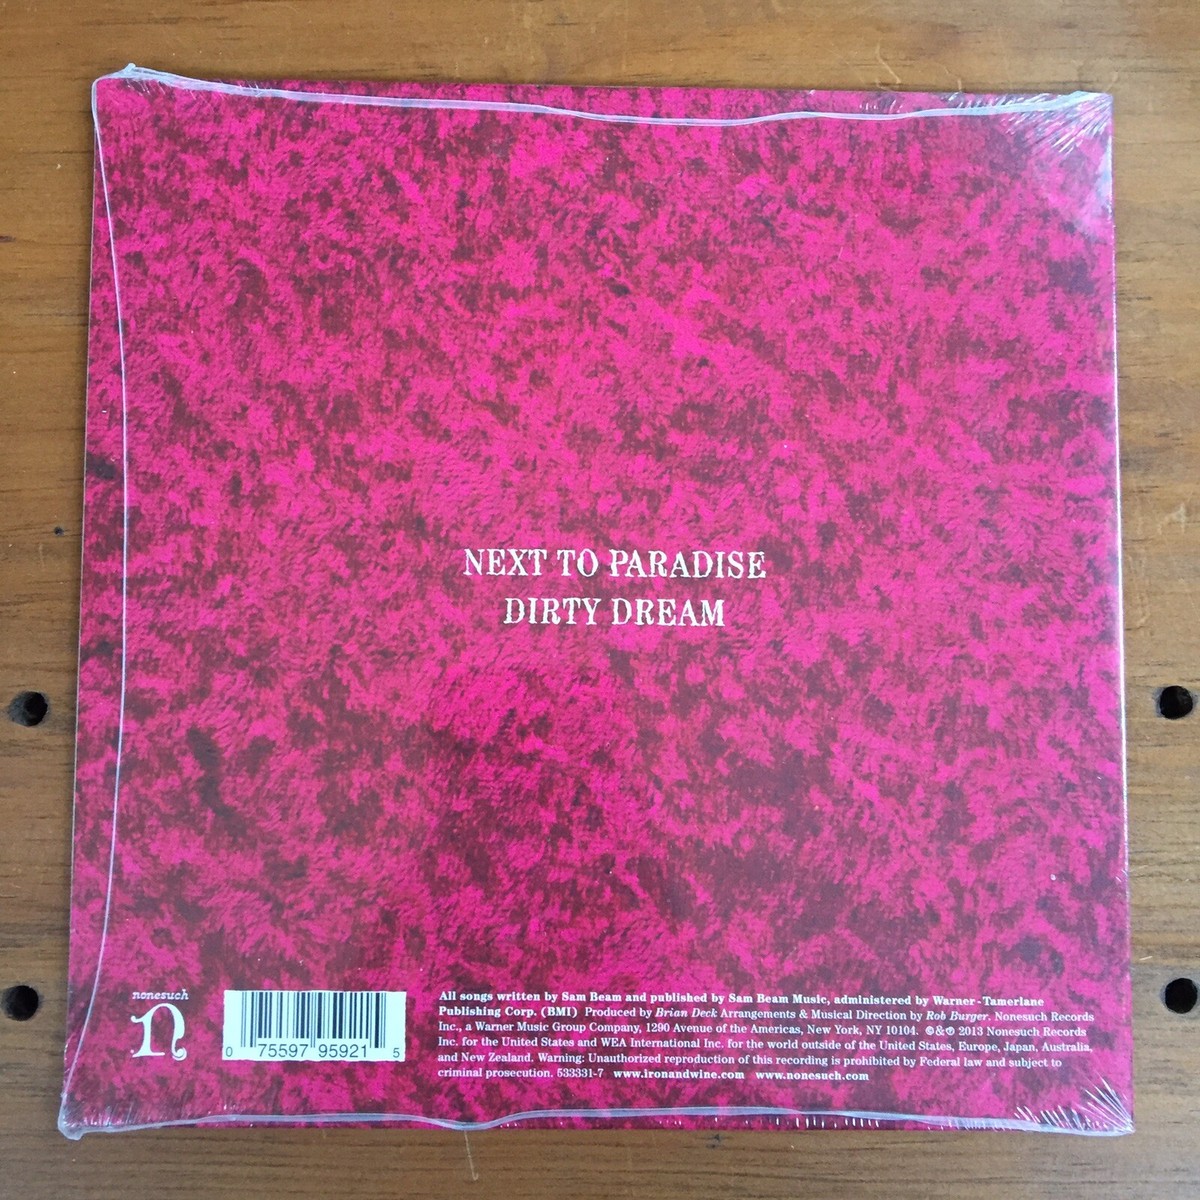 NEXT TO PARADISE
DIRTY DREAM
nonesuch
n
0 75597 95921 5
All songs written by Sam Beam and published by Sam Beam Music, administered by Warner-Tamerlane
Publishing Corp. (BMI) Produced by Brian Deck Arrangements & Musical Direction by Rob Burger. Nonesuch Records
Inc., a Warner Music Group Company, 1290 Avenue of the Americas, New York, NY 10104. ©&℗ 2013 Nonesuch Records
Inc. for the United States and WEA International Inc. for the world outside of the United States, Europe, Japan, Australia,
and New Zealand. Warning: Unauthorized reproduction of this recording is prohibited by Federal law and subject to
criminal prosecution. 533331-7 www.ironandwine.com www.nonesuch.com